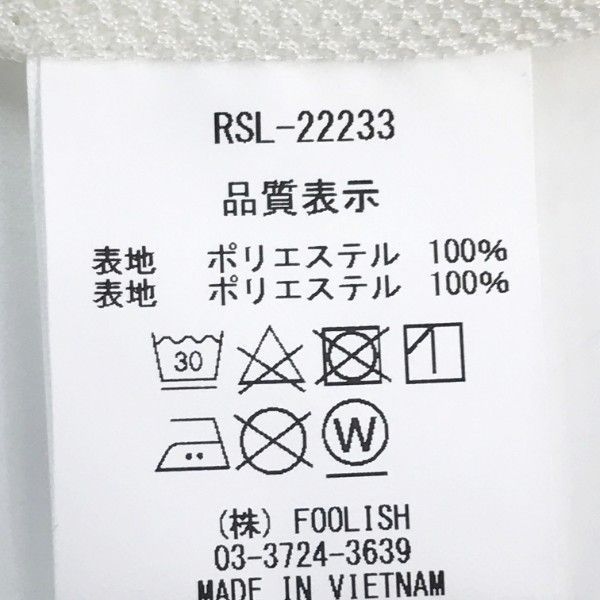 RSL-22233
品質表示
表地 ポリエステル 100%
表地 ポリエステル 100%
30
W
(株) FOOLISH
03-3724-3639
MADE IN VIETNAM